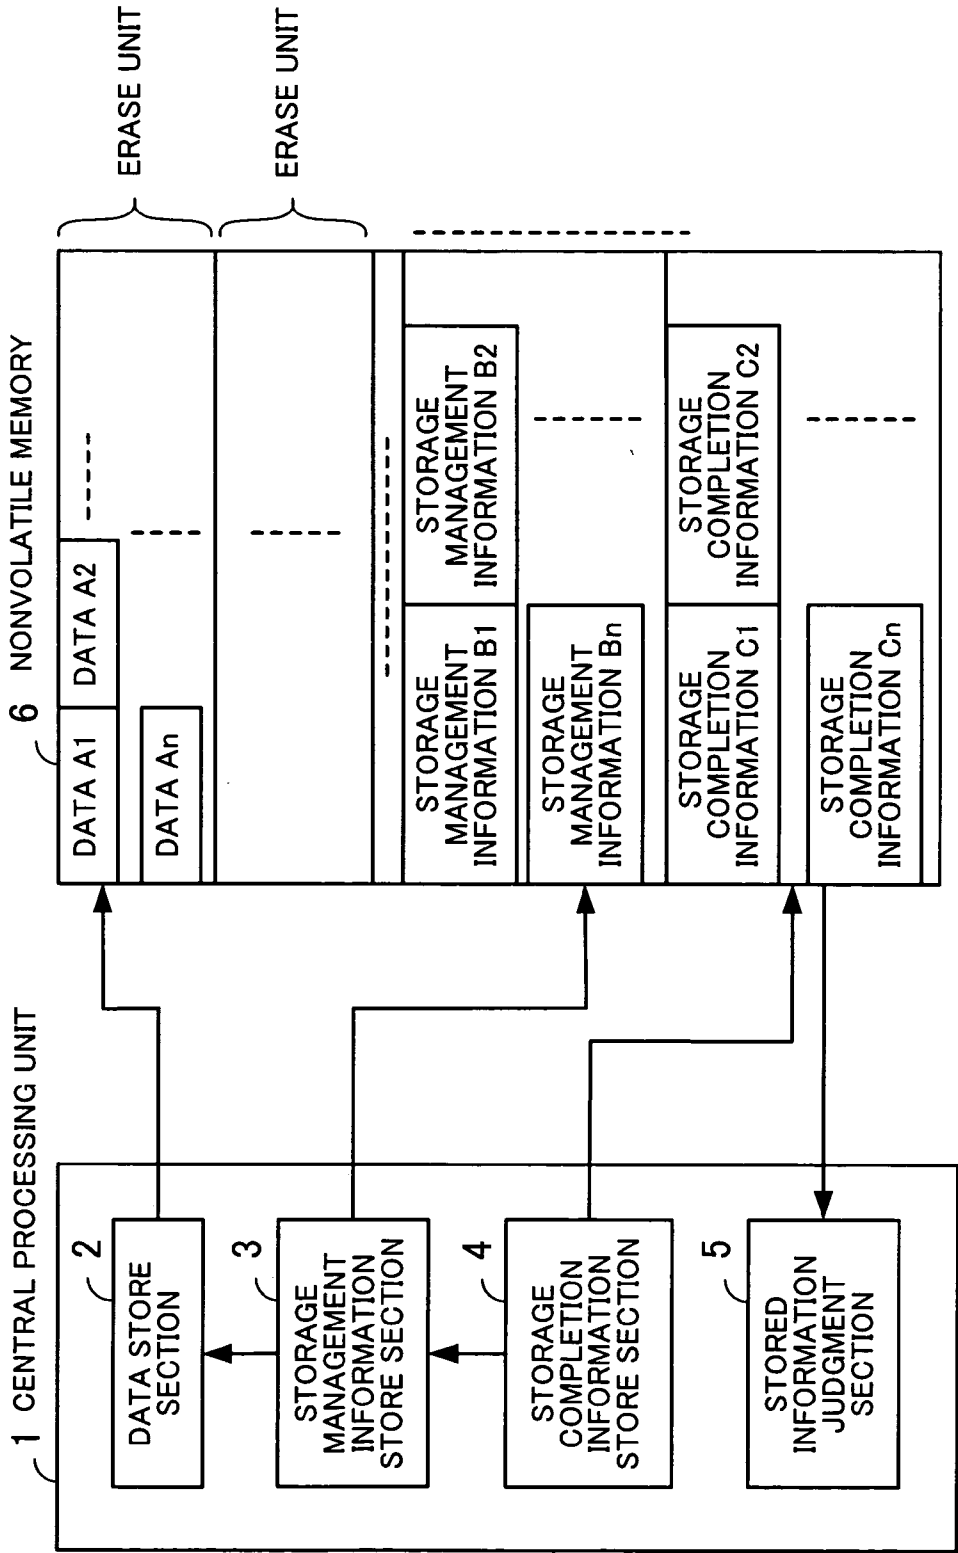 1 CENTRAL PROCESSING UNIT
2
DATA STORE
SECTION
3
STORAGE
MANAGEMENT
INFORMATION
STORE SECTION
4
STORAGE
COMPLETION
INFORMATION
STORE SECTION
5
STORED
INFORMATION
JUDGMENT
SECTION
6 NONVOLATILE MEMORY
DATA A1
DATA A2
DATA An
ERASE UNIT
ERASE UNIT
STORAGE
MANAGEMENT
INFORMATION B1
STORAGE
MANAGEMENT
INFORMATION B2
STORAGE
MANAGEMENT
INFORMATION Bn
STORAGE
COMPLETION
INFORMATION C1
STORAGE
COMPLETION
INFORMATION C2
STORAGE
COMPLETION
INFORMATION Cn